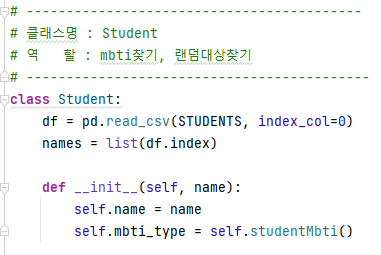 # -----------------------------------------
# 클래스명 : Student
# 역   할 : mbti찾기, 랜덤대상찾기
# -----------------------------------------
class Student:
    df = pd.read_csv(STUDENTS, index_col=0)
    names = list(df.index)

    def __init__(self, name):
        self.name = name
        self.mbti_type = self.studentMbti()